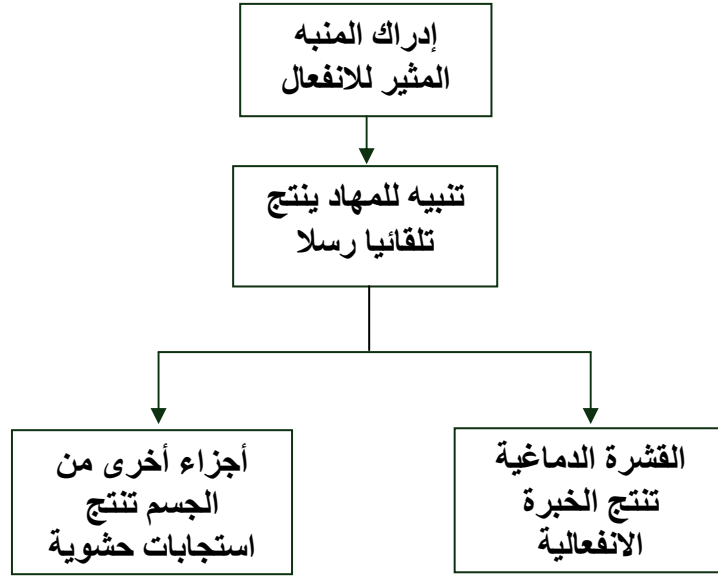 إدراك المنبه
المثير للانفعال
تنبيه للمهاد ينتج
تلقائيا رسلا
القشرة الدماغية
تنتج الخبرة
الانفعالية
أجزاء أخرى من
الجسم تنتج
استجابات حشوية